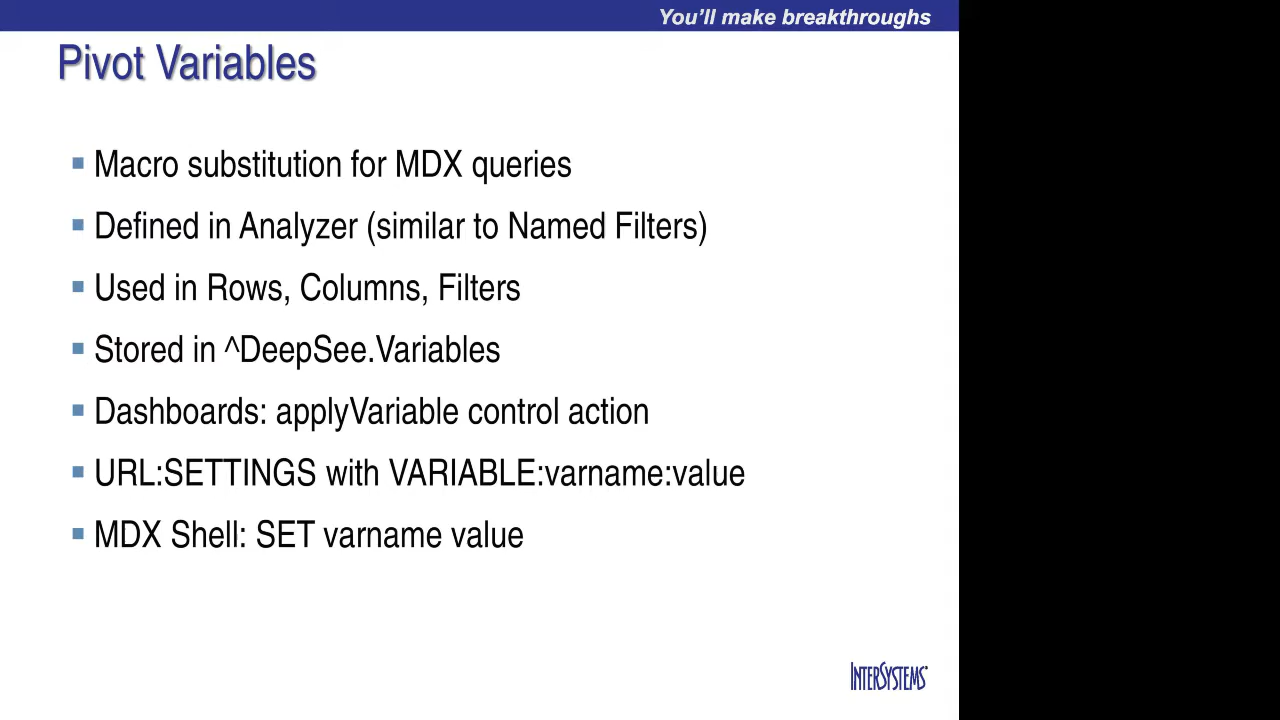 You'll make breakthroughs
Pivot Variables
Macro substitution for MDX queries
Defined in Analyzer (similar to Named Filters)
Used in Rows, Columns, Filters
Stored in ^DeepSee.Variables
Dashboards: applyVariable control action
URL:SETTINGS with VARIABLE:varname:value
MDX Shell: SET varname value
INTERSYSTEMS